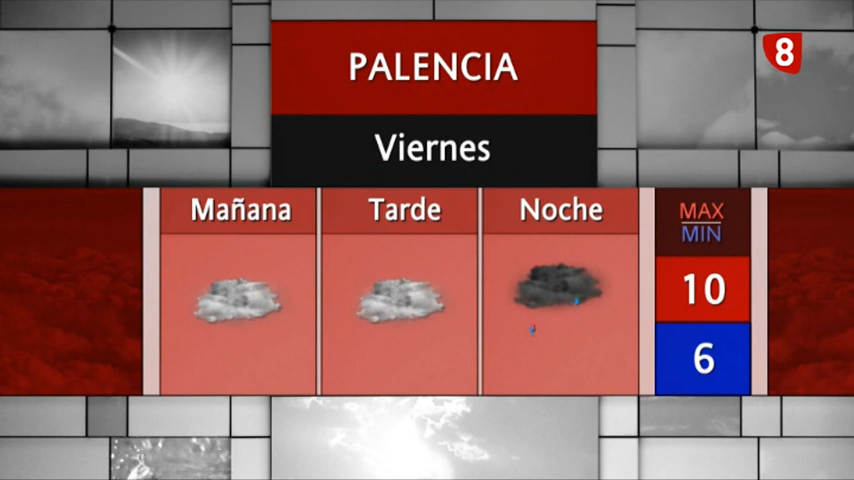 8
PALENCIA
Viernes
Mañana
Tarde
Noche
MAX
MIN
10
6